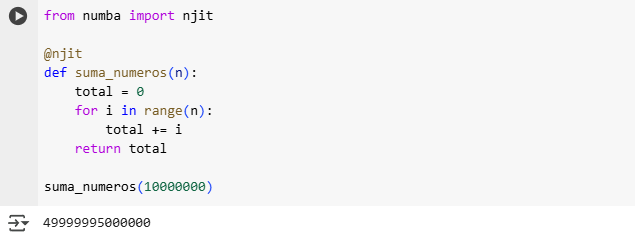 from numba import njit
@njit
def suma_numeros(n):
    total = 0
    for i in range(n):
        total += i
    return total
suma_numeros(10000000)
49999995000000